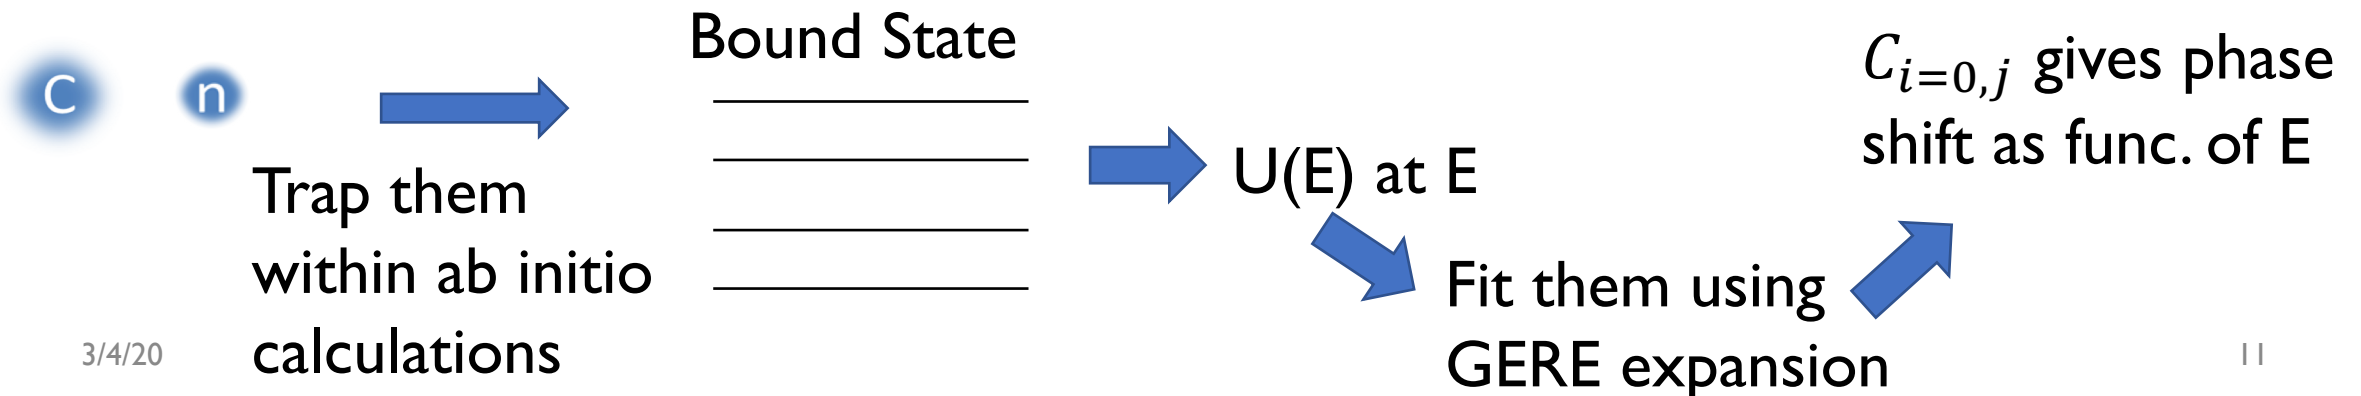 C
n
Trap them
within ab initio
calculations
Bound State
U(E) at E
Fit them using
GERE expansion
C_{i=0,j} gives phase
shift as func. of E
3/4/20
11